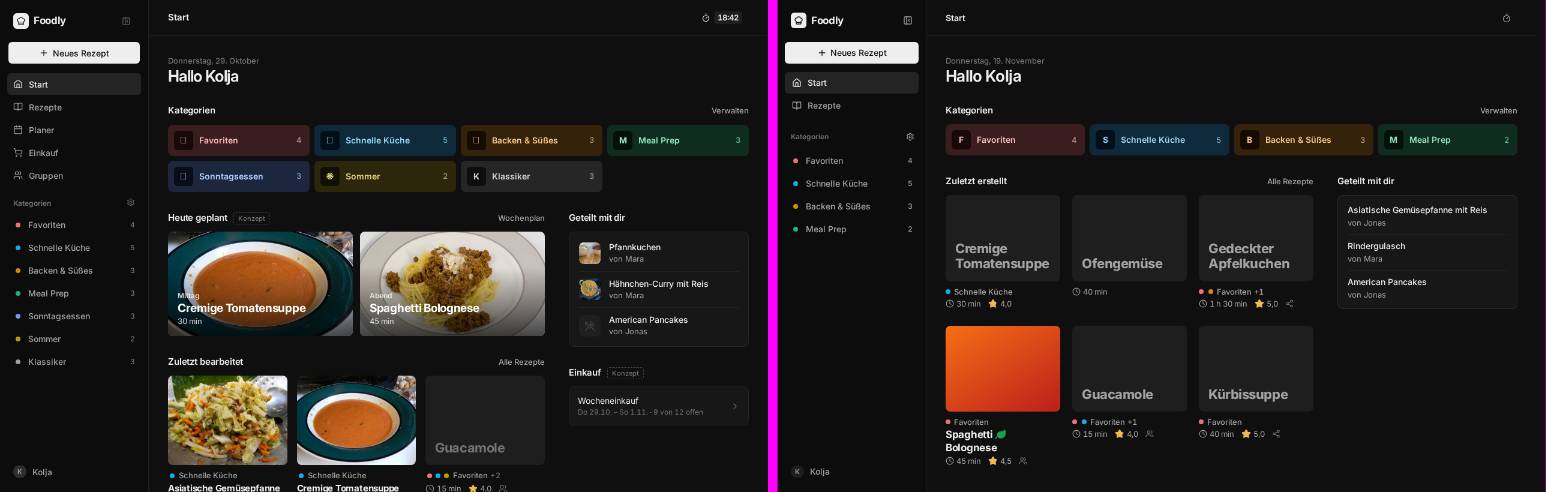 Foodly
Neues Rezept
Start
Rezepte
Planer
Einkauf
Gruppen
Kategorien
Favoriten 4
Schnelle Küche 5
Backen & Süßes 3
Meal Prep 3
Sonntagsessen 3
Sommer 2
Klassiker 3
K Kolja
Start
18:42
Donnerstag, 29. Oktober
Hallo Kolja
Kategorien Verwalten
Favoriten 4
Schnelle Küche 5
Backen & Süßes 3
M Meal Prep 3
Sonntagsessen 3
Sommer 2
K Klassiker 3
Heute geplant Konzept Wochenplan
Mittag
Cremige Tomatensuppe
30 min
Abend
Spaghetti Bolognese
45 min
Zuletzt bearbeitet Alle Rezepte
Schnelle Küche
Asiatische Gemüsepfanne
Schnelle Küche
Cremige Tomatensuppe
Guacamole
Favoriten +2
15 min 4,0
Geteilt mit dir
Pfannkuchen
von Mara
Hähnchen-Curry mit Reis
von Mara
American Pancakes
von Jonas
Einkauf Konzept
Wocheneinkauf
Do 29.10. – So 1.11. · 9 von 12 offen
Foodly
Neues Rezept
Start
Rezepte
Kategorien
Favoriten 4
Schnelle Küche 5
Backen & Süßes 3
Meal Prep 2
K Kolja
Start
Donnerstag, 19. November
Hallo Kolja
Kategorien Verwalten
F Favoriten 4
S Schnelle Küche 5
B Backen & Süßes 3
M Meal Prep 2
Zuletzt erstellt Alle Rezepte
Cremige
Tomatensuppe
Schnelle Küche
30 min 4,0
Ofengemüse
40 min
Gedeckter
Apfelkuchen
Favoriten +1
1 h 30 min 5,0
Favoriten
Spaghetti
Bolognese
45 min 4,5
Guacamole
Favoriten +1
15 min 4,0
Kürbissuppe
Favoriten
40 min 5,0
Geteilt mit dir
Asiatische Gemüsepfanne mit Reis
von Jonas
Rindergulasch
von Mara
American Pancakes
von Jonas